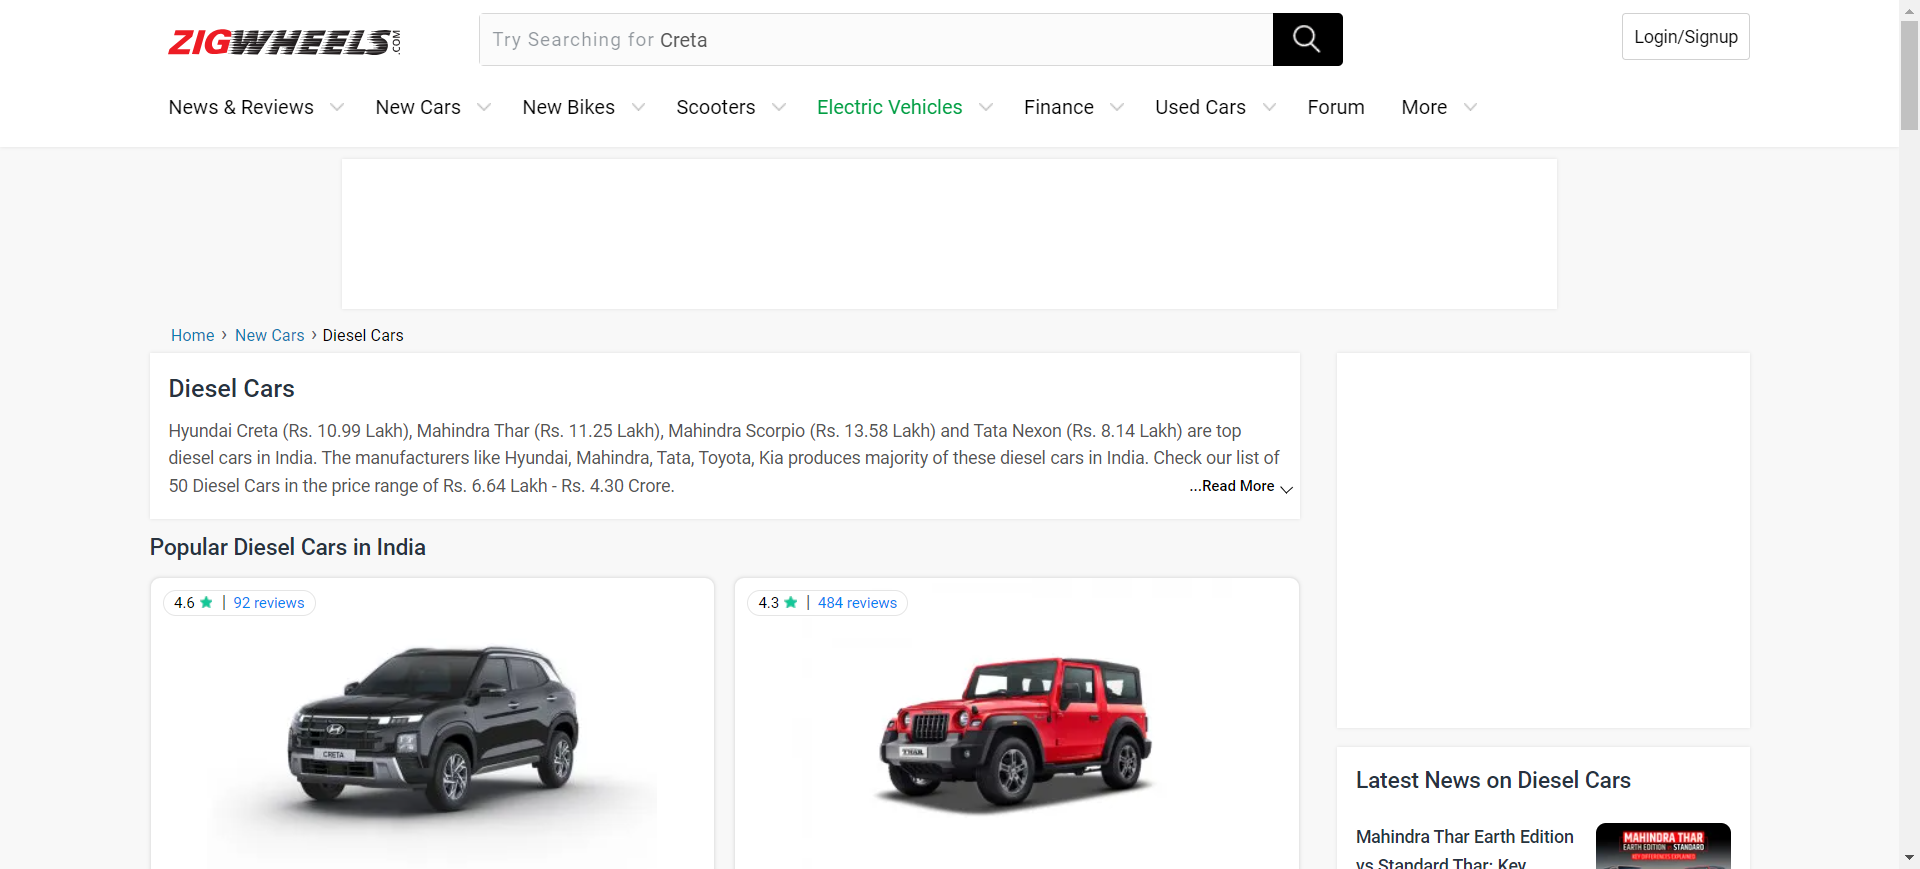 ZIGWHEELS.COM
Try Searching for Creta
Login/Signup
News & Reviews
New Cars
New Bikes
Scooters
Electric Vehicles
Finance
Used Cars
Forum
More
Home › New Cars › Diesel Cars
Diesel Cars
Hyundai Creta (Rs. 10.99 Lakh), Mahindra Thar (Rs. 11.25 Lakh), Mahindra Scorpio (Rs. 13.58 Lakh) and Tata Nexon (Rs. 8.14 Lakh) are top
diesel cars in India. The manufacturers like Hyundai, Mahindra, Tata, Toyota, Kia produces majority of these diesel cars in India. Check our list of
50 Diesel Cars in the price range of Rs. 6.64 Lakh - Rs. 4.30 Crore.
...Read More
Popular Diesel Cars in India
4.6 ★ | 92 reviews
CRETA
4.3 ★ | 484 reviews
THAR
Latest News on Diesel Cars
Mahindra Thar Earth Edition
vs Standard Thar: Key
MAHINDRA THAR
EARTH EDITION STANDARD
KEY DIFFERENCES EXPLAINED